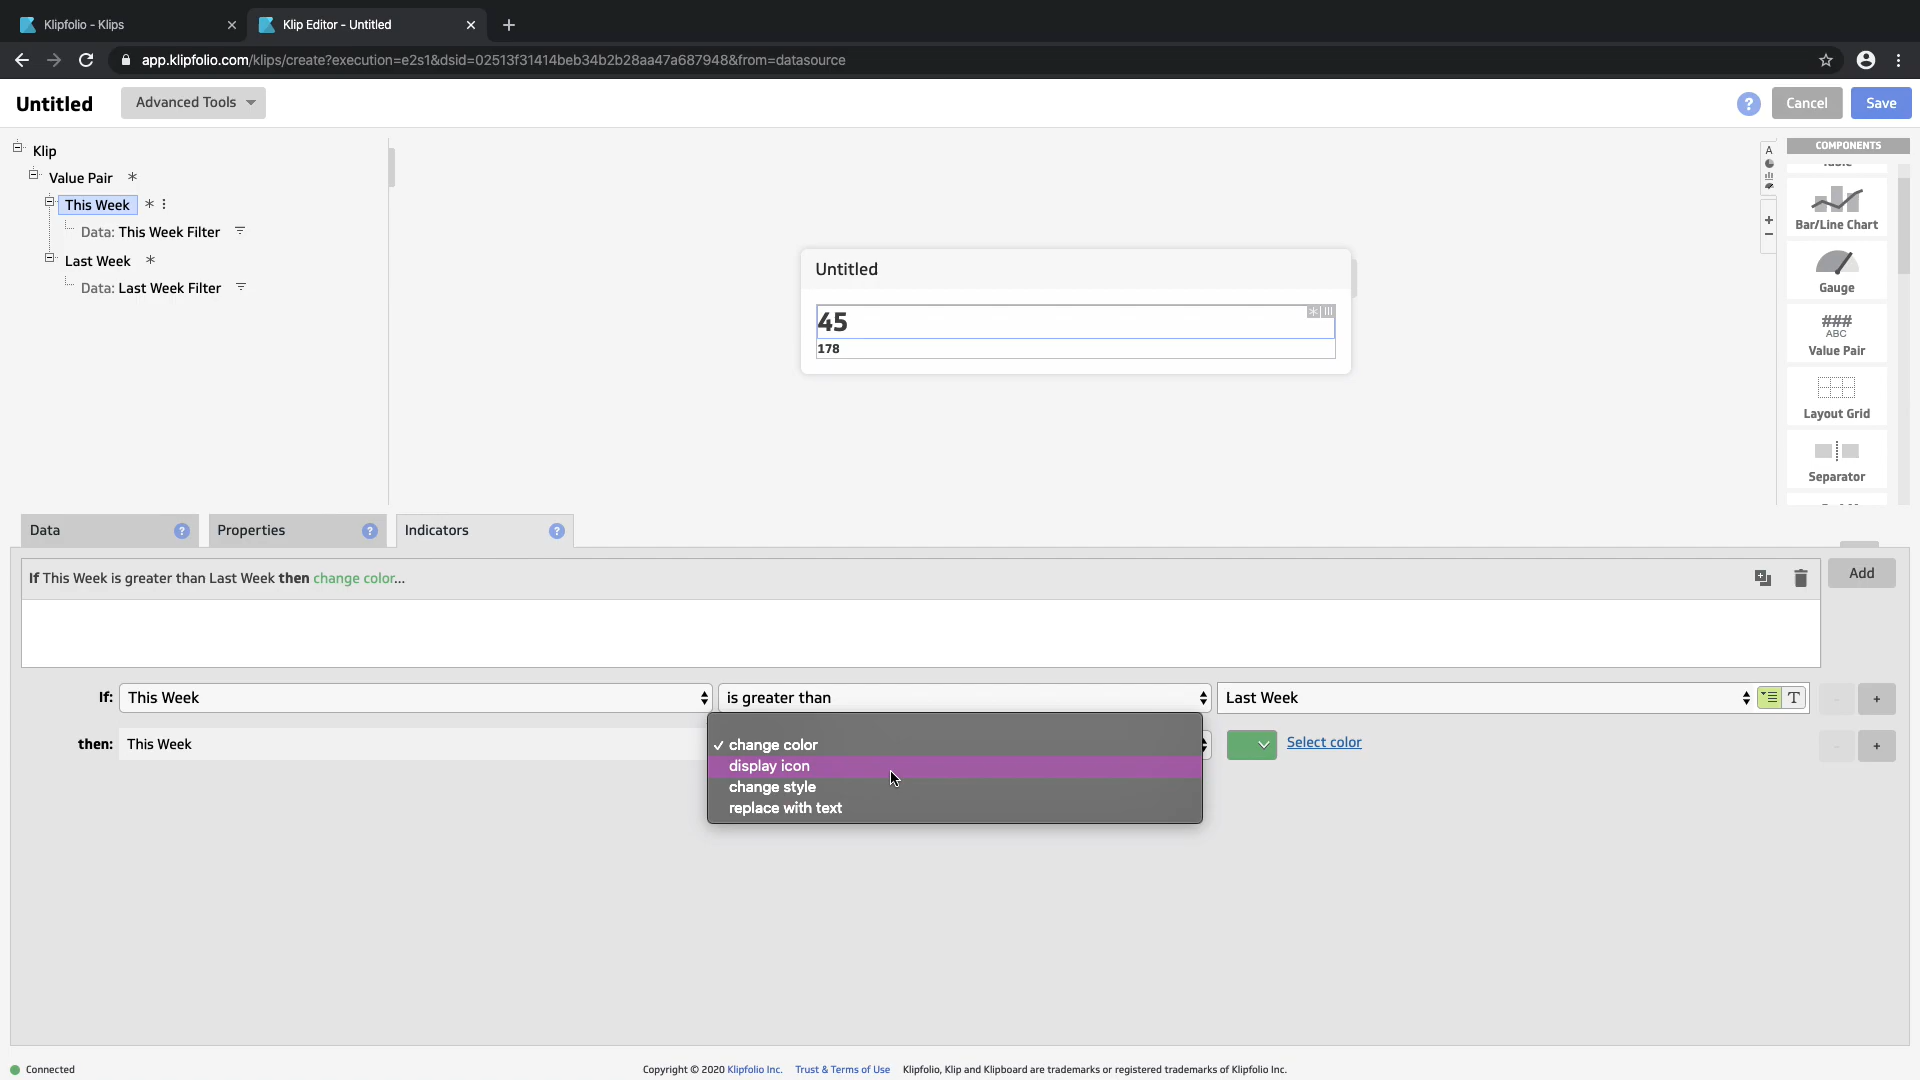 Klipfolio - Klips
Klip Editor - Untitled
app.klipfolio.com/klips/create?execution=e2s1&dsid=02513f31414beb34b2b28aa47a687948&from=datasource
Untitled
Advanced Tools
?
Cancel
Save
Klip
Value Pair *
This Week *
Data: This Week Filter
Last Week *
Data: Last Week Filter
Untitled
45
178
A
+
-
COMPONENTS
Bar/Line Chart
Gauge
###
ABC
Value Pair
Layout Grid
Separator
Data ?
Properties ?
Indicators ?
If This Week is greater than Last Week then change color...
Add
If: This Week
is greater than
Last Week
T
- +
then: This Week
✓ change color
display icon
change style
replace with text
Select color
- +
Connected
Copyright © 2020 Klipfolio Inc. Trust & Terms of Use Klipfolio, Klip and Klipboard are trademarks or registered trademarks of Klipfolio Inc.